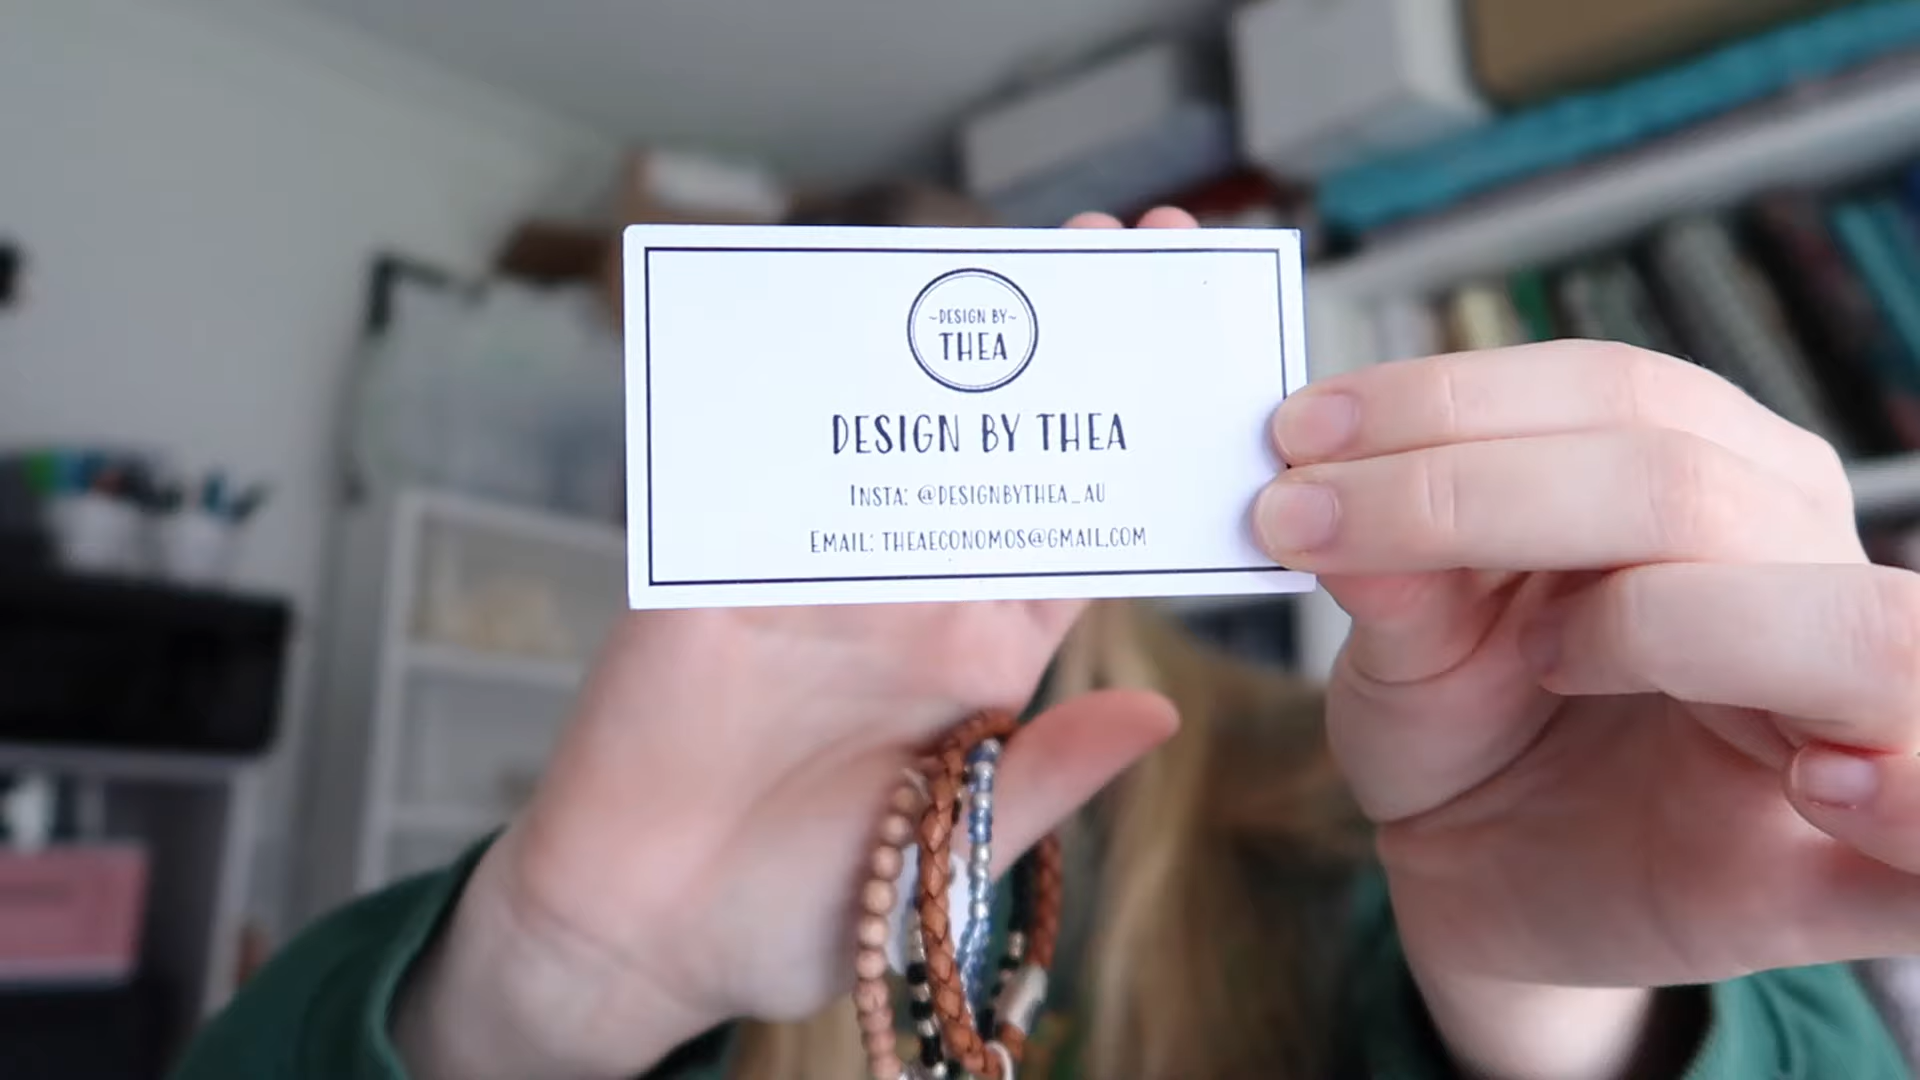 ~DESIGN BY~
THEA
DESIGN BY THEA
INSTA: @DESIGNBYTHEA_AU
EMAIL: THEAECONOMOS@GMAIL.COM